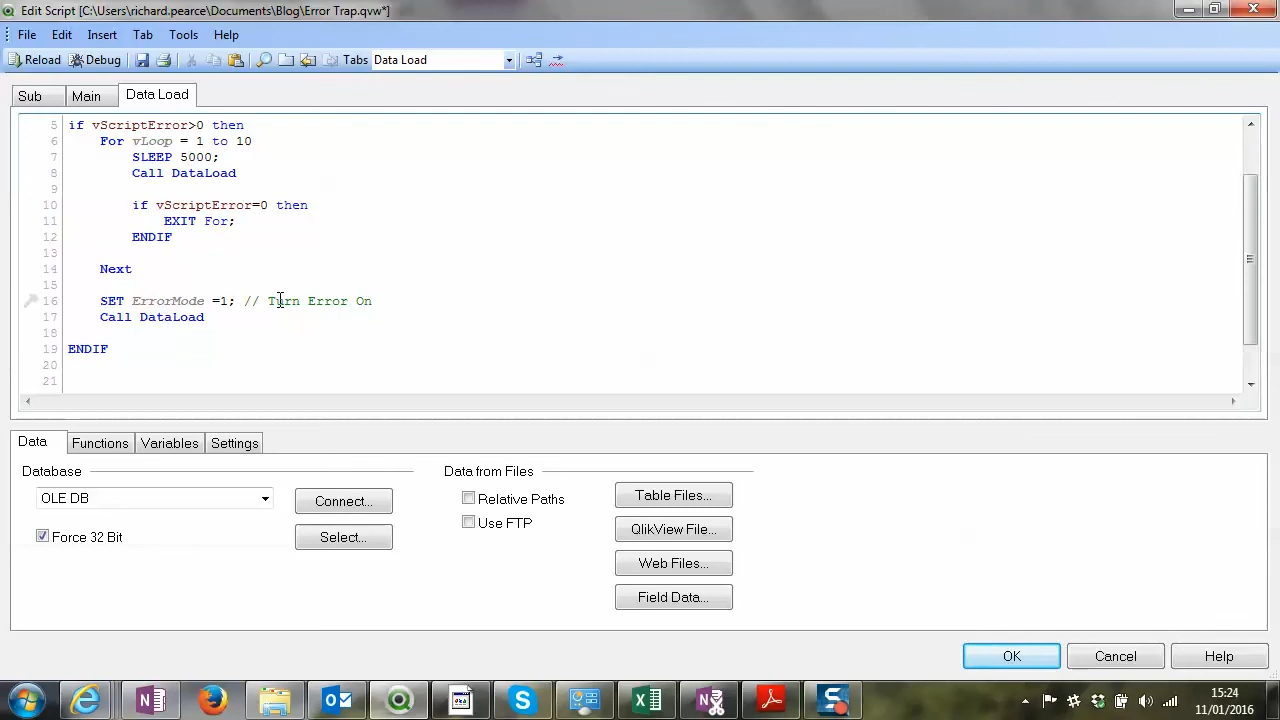 Edit Script [C:\Users\richard.pearce\Documents\Blog\Error Trap.qvw*]
File Edit Insert Tab Tools Help
Reload Debug Tabs Data Load
Sub Main Data Load
5 if vScriptError>0 then
6 For vLoop = 1 to 10
7 SLEEP 5000;
8 Call DataLoad
9
10 if vScriptError=0 then
11 EXIT For;
12 ENDIF
13
14 Next
15
16 SET ErrorMode =1; // Turn Error On
17 Call DataLoad
18
19 ENDIF
20
21
Data Functions Variables Settings
Database
OLE DB
Connect...
Force 32 Bit
Select...
Data from Files
Relative Paths
Use FTP
Table Files...
QlikView File...
Web Files...
Field Data...
OK Cancel Help
15:24
11/01/2016